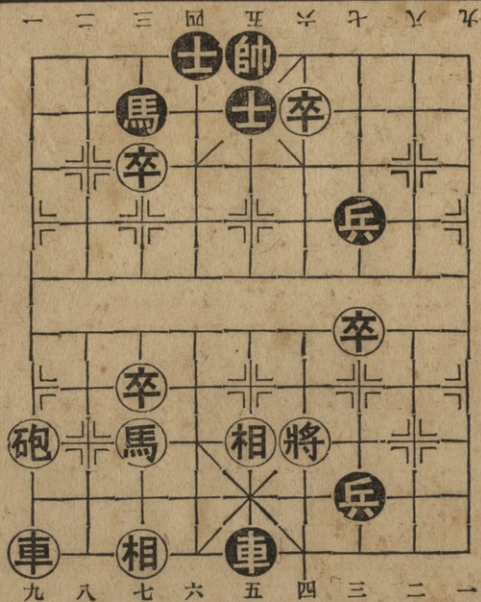 一 二 三 四 五 六 七 八 九
士 帥
馬 士 卒
卒
兵
卒
卒
砲 馬 相 將
兵
車 相 車
九 八 七 六 五 四 三 二 一